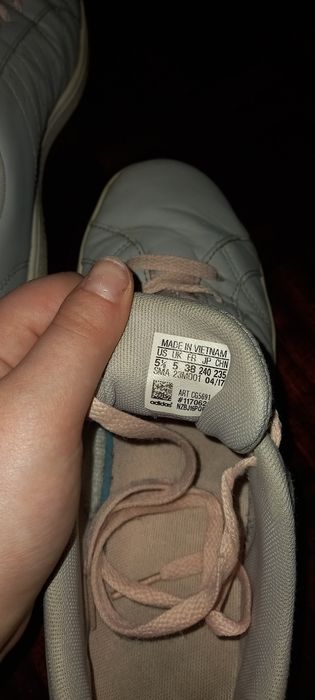 MADE IN VIETNAM
US UK FR JP CHN
5½ 5 38 240 235
SMA 23M001 04/17
ART CG5691
adidas